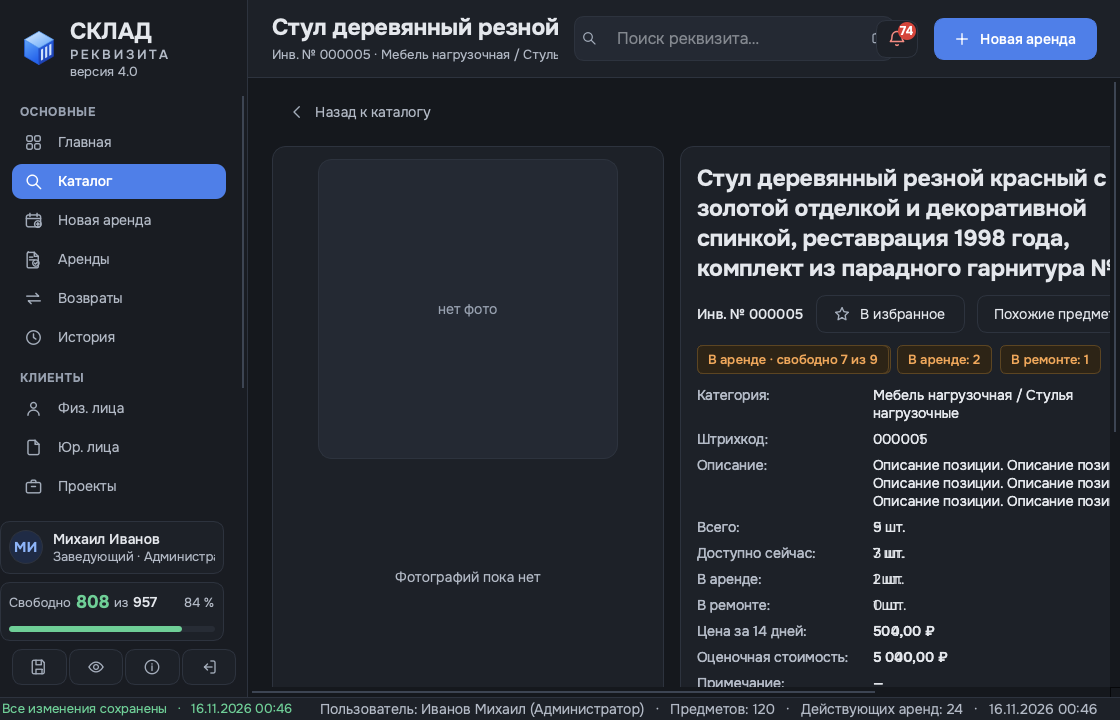 СКЛАД
РЕКВИЗИТА
версия 4.0
ОСНОВНЫЕ
Главная
Каталог
Новая аренда
Аренды
Возвраты
История
КЛИЕНТЫ
Физ. лица
Юр. лица
Проекты
МИ
Михаил Иванов
Заведующий · Администра
Свободно 808 из 957 84 %
Стул деревянный резной
Инв. № 000005 · Мебель нагрузочная / Стуль
Поиск реквизита...
74
Новая аренда
Назад к каталогу
нет фото
Фотографий пока нет
Стул деревянный резной красный с
золотой отделкой и декоративной
спинкой, реставрация 1998 года,
комплект из парадного гарнитура №
Инв. № 000005
В избранное
Похожие предмет
В аренде · свободно 7 из 9
В аренде: 2
В ремонте: 1
Категория:
Мебель нагрузочная / Стулья
нагрузочные
Штрихкод:
Описание:
Описание позиции. Описание пози
Описание позиции. Описание пози
Описание позиции. Описание пози
Всего:
шт.
Доступно сейчас:
шт.
В аренде:
шт.
В ремонте:
шт.
Цена за 14 дней:
Оценочная стоимость:
Примечание:
—
Все изменения сохранены · 16.11.2026 00:46
Пользователь: Иванов Михаил (Администратор) · Предметов: 120 · Действующих аренд: 24 · 16.11.2026 00:46